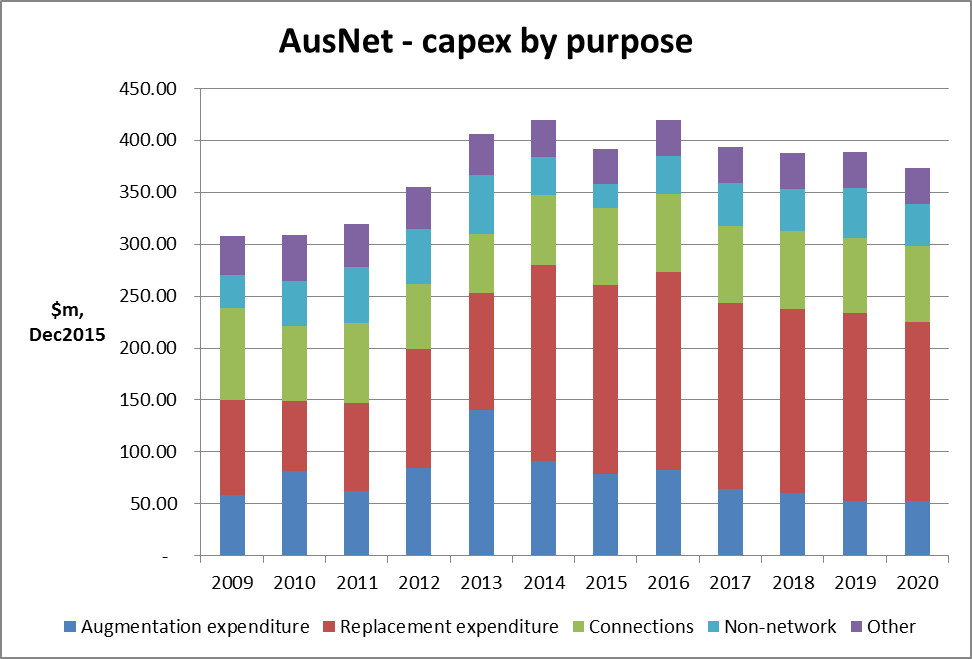 AusNet - capex by purpose
450.00
400.00
350.00
300.00
250.00
200.00
150.00
100.00
50.00
-
$m,
Dec2015
2009 2010 2011 2012 2013 2014 2015 2016 2017 2018 2019 2020
Augmentation expenditure Replacement expenditure Connections Non-network Other